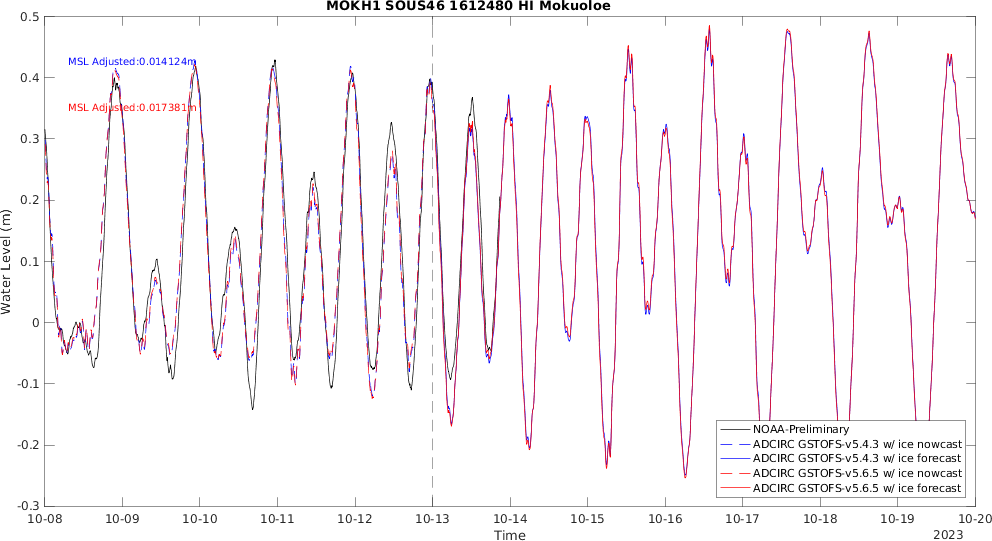 MOKH1 SOUS46 1612480 HI Mokuoloe
0.5
0.4
0.3
0.2
0.1
0
-0.1
-0.2
-0.3
Water Level (m)
MSL Adjusted:0.014124m
MSL Adjusted:0.017381m
NOAA-Preliminary
ADCIRC GSTOFS-v5.4.3 w/ ice nowcast
ADCIRC GSTOFS-v5.4.3 w/ ice forecast
ADCIRC GSTOFS-v5.6.5 w/ ice nowcast
ADCIRC GSTOFS-v5.6.5 w/ ice forecast
10-08 10-09 10-10 10-11 10-12 10-13 10-14 10-15 10-16 10-17 10-18 10-19 10-20
Time
2023